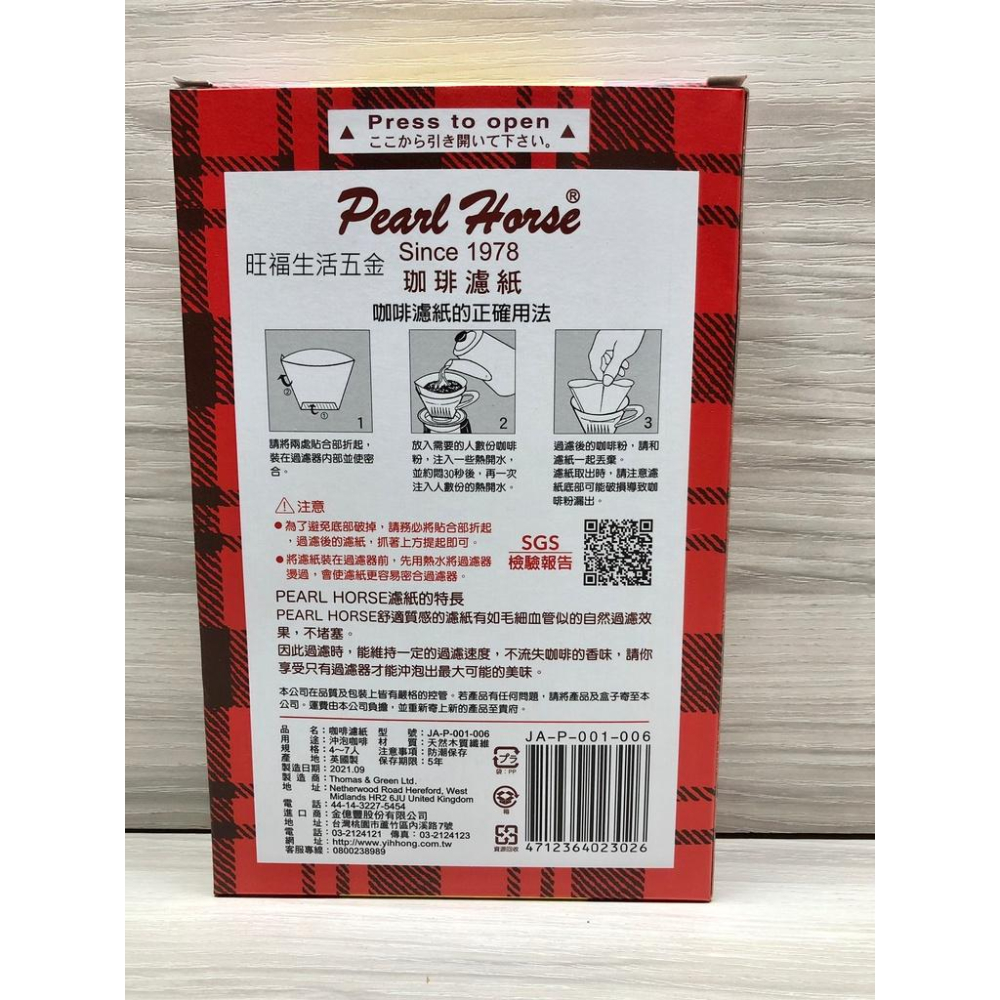 ▲ Press to open ▲
ここから引き開いて下さい。
Pearl Horse®
Since 1978
旺福生活五金
珈琲濾紙
咖啡濾紙的正確用法
② ① 1
2
3
請將兩處貼合部折起，
裝在過濾器內部並使密
合。
放入需要的人數份咖啡
粉，注入一些熱開水，
並約悶30秒後，再一次
注入人數份的熱開水。
過濾後的咖啡粉，請和
濾紙一起丟棄。
濾紙取出時，請注意濾
紙底部可能破損導致咖
啡粉漏出。
⚠注意
●為了避免底部破掉，請務必將貼合部折起
，過濾後的濾紙，抓著上方提起即可。
●將濾紙裝在過濾器前，先用熱水將過濾器
燙過，會使濾紙更容易密合過濾器。
SGS
檢驗報告
PEARL HORSE濾紙的特長
PEARL HORSE舒適質感的濾紙有如毛細血管似的自然過濾效
果，不堵塞。
因此過濾時，能維持一定的過濾速度，不流失咖啡的香味，請你
享受只有過濾器才能沖泡出最大可能的美味。
本公司在品質及包裝上皆有嚴格的控管。若產品有任何問題，請將產品及盒子寄至本
公司。運費由本公司負擔，並重新寄上新的產品至貴府。
品名：咖啡濾紙 型號：JA-P-001-006
用途：沖泡咖啡 材質：天然木質纖維
規格：4～7人 注意事項：防潮保存
產地：英國製 保存期限：5年
製造日期：2021.09
製造商：Thomas & Green Ltd.
地址：Netherwood Road Hereford, West
Midlands HR2 6JU United Kingdom
電話：44-14-3227-5454
進口商：金億豐股份有限公司
地址：台灣桃園市蘆竹區內溪路7號
電話：03-2124121 傳真：03-2124123
網址：http://www.yihhong.com.tw
客服專線：0800238989
プラ
袋：PP
箱
資源回收
JA-P-001-006
4712364023026